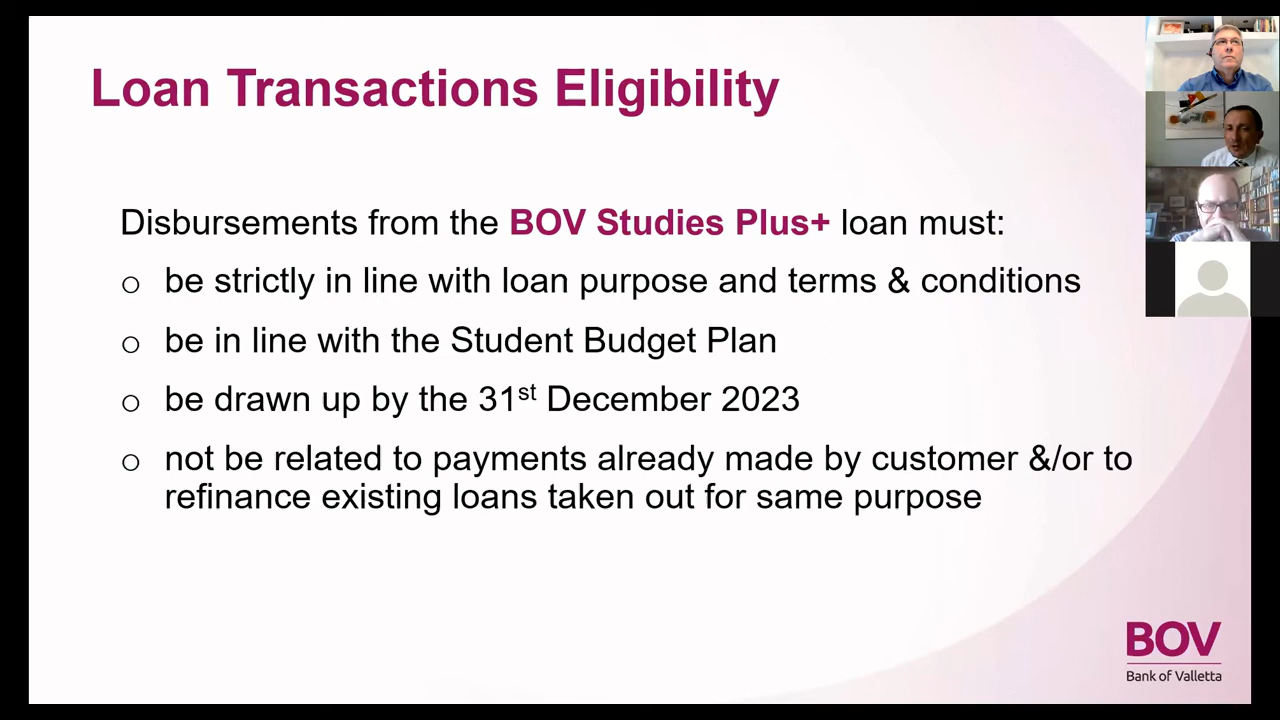 Loan Transactions Eligibility
Disbursements from the BOV Studies Plus+ loan must:
o be strictly in line with loan purpose and terms & conditions
o be in line with the Student Budget Plan
o be drawn up by the 31st December 2023
o not be related to payments already made by customer &/or to
refinance existing loans taken out for same purpose
BOV
Bank of Valletta